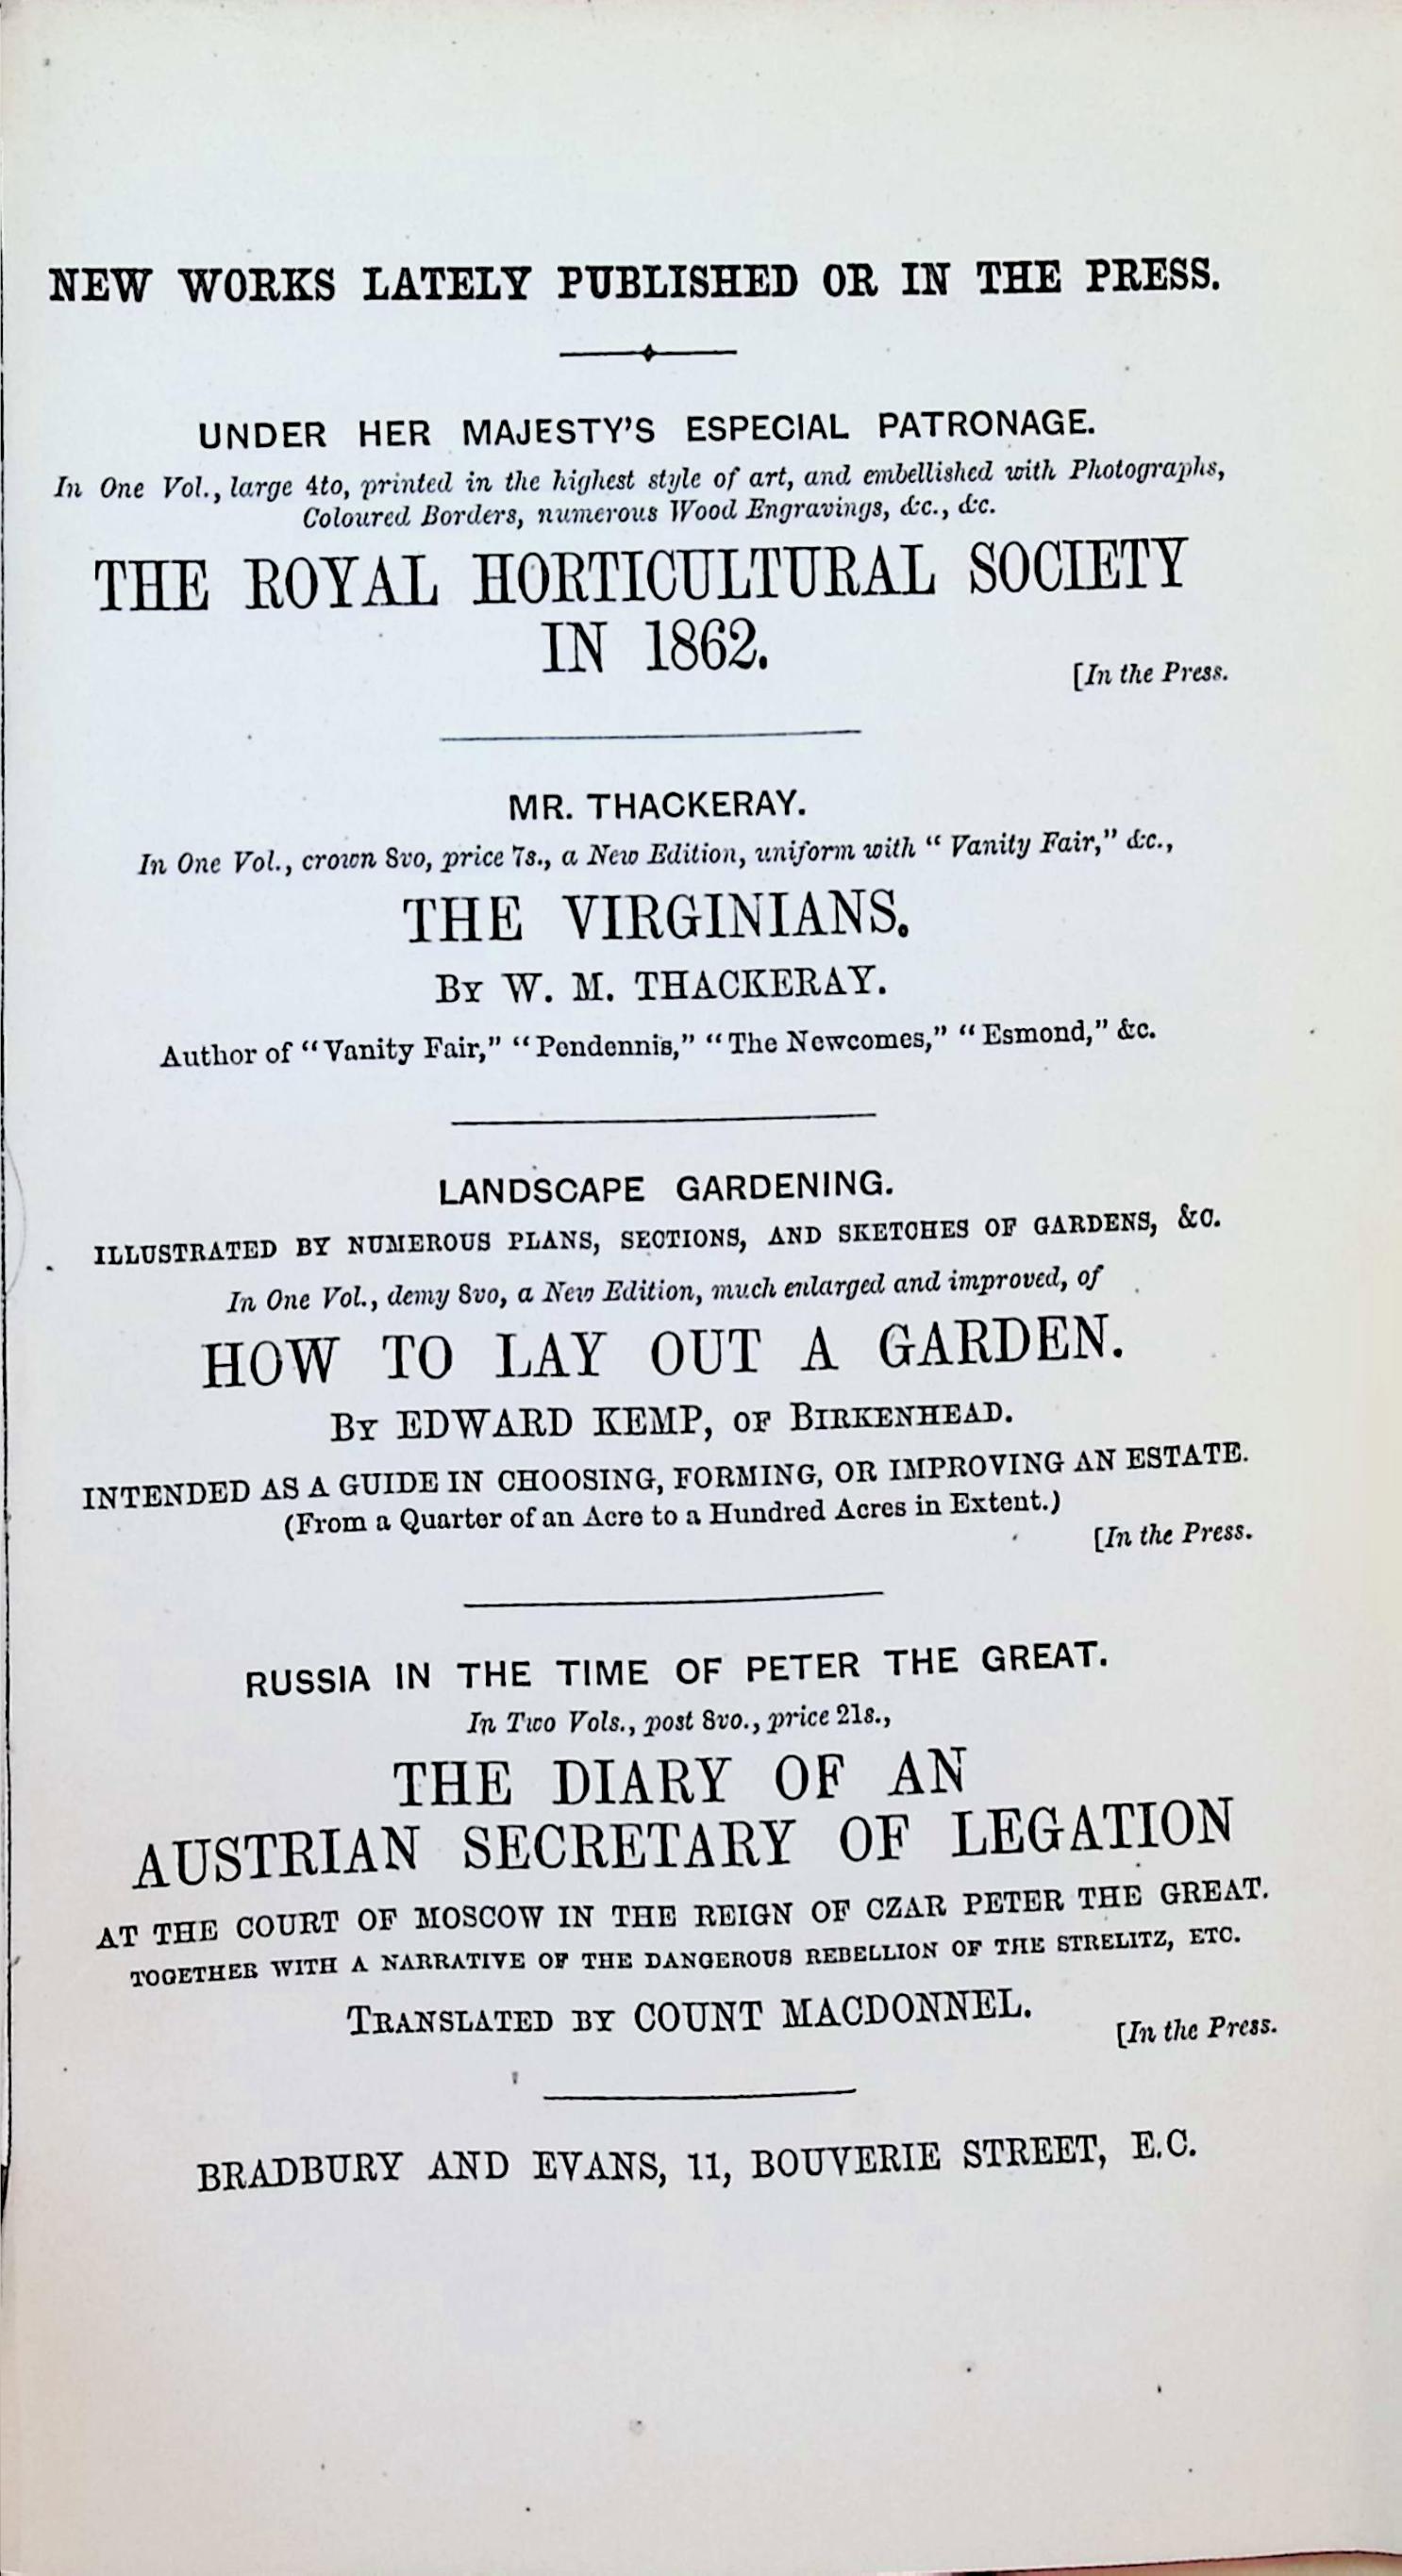 NEW WORKS LATELY PUBLISHED OR IN THE PRESS.
UNDER HER MAJESTY'S ESPECIAL PATRONAGE.
In One Vol., large 4to, printed in the highest style of art, and embellished with Photographs,
Coloured Borders, numerous Wood Engravings, &c., &c.
THE ROYAL HORTICULTURAL SOCIETY
IN 1862.
[In the Press.
MR. THACKERAY.
In One Vol., crown 8vo, price 7s., a New Edition, uniform with “Vanity Fair,” &c.,
THE VIRGINIANS.
By W. M. THACKERAY.
Author of “Vanity Fair,” “Pendennis,” “The Newcomes,” “Esmond,” &c.
LANDSCAPE GARDENING.
ILLUSTRATED BY NUMEROUS PLANS, SECTIONS, AND SKETCHES OF GARDENS, &C.
In One Vol., demy 8vo, a New Edition, much enlarged and improved, of
HOW TO LAY OUT A GARDEN.
By EDWARD KEMP, OF BIRKENHEAD.
INTENDED AS A GUIDE IN CHOOSING, FORMING, OR IMPROVING AN ESTATE.
(From a Quarter of an Acre to a Hundred Acres in Extent.)
[In the Press.
RUSSIA IN THE TIME OF PETER THE GREAT.
In Two Vols., post 8vo., price 21s.,
THE DIARY OF AN
AUSTRIAN SECRETARY OF LEGATION
AT THE COURT OF MOSCOW IN THE REIGN OF CZAR PETER THE GREAT.
TOGETHER WITH A NARRATIVE OF THE DANGEROUS REBELLION OF THE STRELITZ, ETC.
TRANSLATED BY COUNT MACDONNEL.
[In the Press.
BRADBURY AND EVANS, 11, BOUVERIE STREET, E.C.